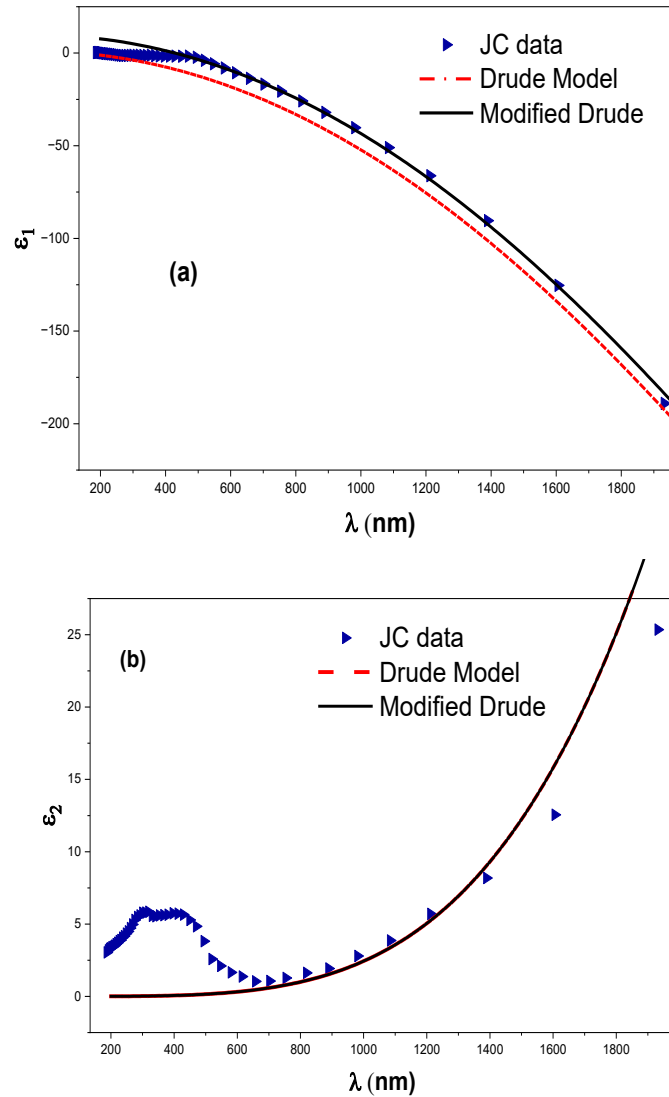 JC data
Drude Model
Modified Drude
0
−50
−100
−150
−200
ε1
(a)
200 400 600 800 1000 1200 1400 1600 1800
λ (nm)
(b)
JC data
Drude Model
Modified Drude
25
20
15
10
5
0
ε2
200 400 600 800 1000 1200 1400 1600 1800
λ (nm)